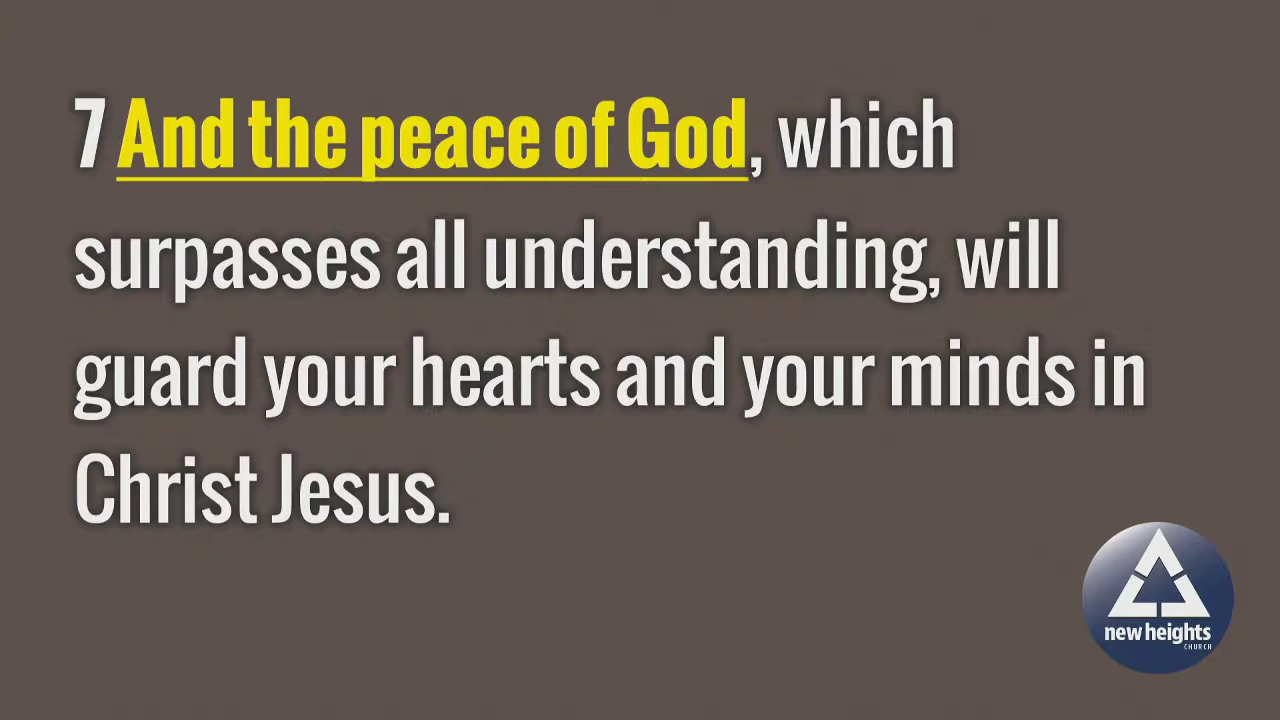 7 And the peace of God, which
surpasses all understanding, will
guard your hearts and your minds in
Christ Jesus.
new heights
CHURCH